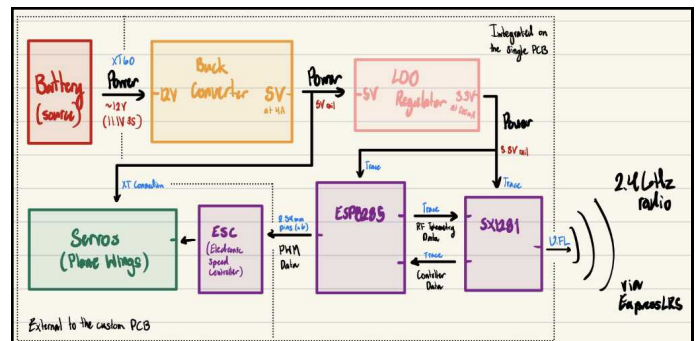 Integrated on
the single PCB
Battery
(source)
XT60
Power
~12V
(11.1V 3S)
Buck
Converter
-12V
5V
at 4A
Power
5V rail
LDO
Regulator
-5V
3.3V
Power
3.3V rail
Trace
Trace
XT Connection
Servos
(Plane Wings)
ESC
(Electronic
Speed
Controller)
2.54mm
pins (x6)
PWM
Data
ESP8285
Trace
RF Telemetry
Data
Trace
Controller
Data
SX1281
U.FL
2.4GHz
radio
via
ExpressLRS
External to the custom PCB